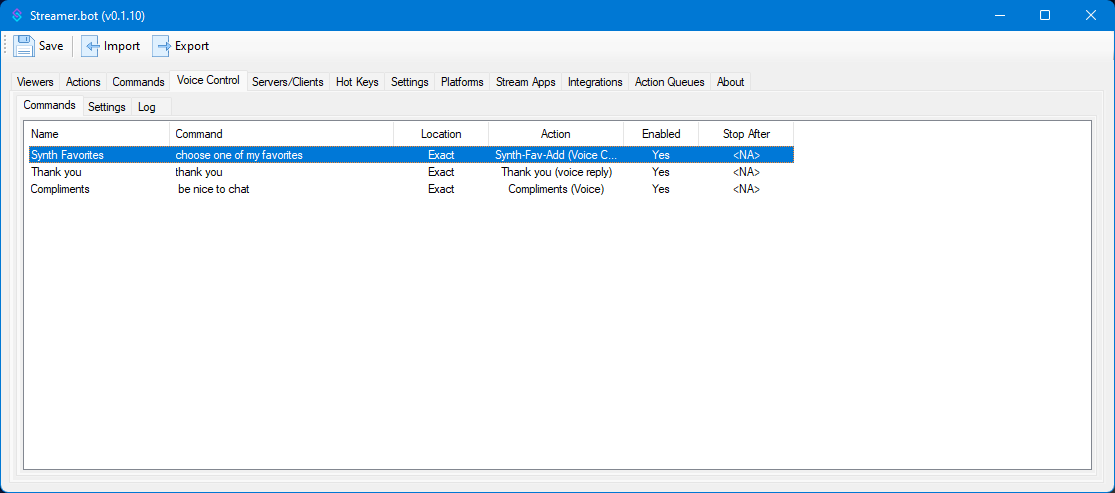 Streamer.bot (v0.1.10)
Save Import Export
Viewers Actions Commands Voice Control Servers/Clients Hot Keys Settings Platforms Stream Apps Integrations Action Queues About
Commands Settings Log
Name Command Location Action Enabled Stop After
Synth Favorites choose one of my favorites Exact Synth-Fav-Add (Voice C... Yes <NA>
Thank you thank you Exact Thank you (voice reply) Yes <NA>
Compliments be nice to chat Exact Compliments (Voice) Yes <NA>